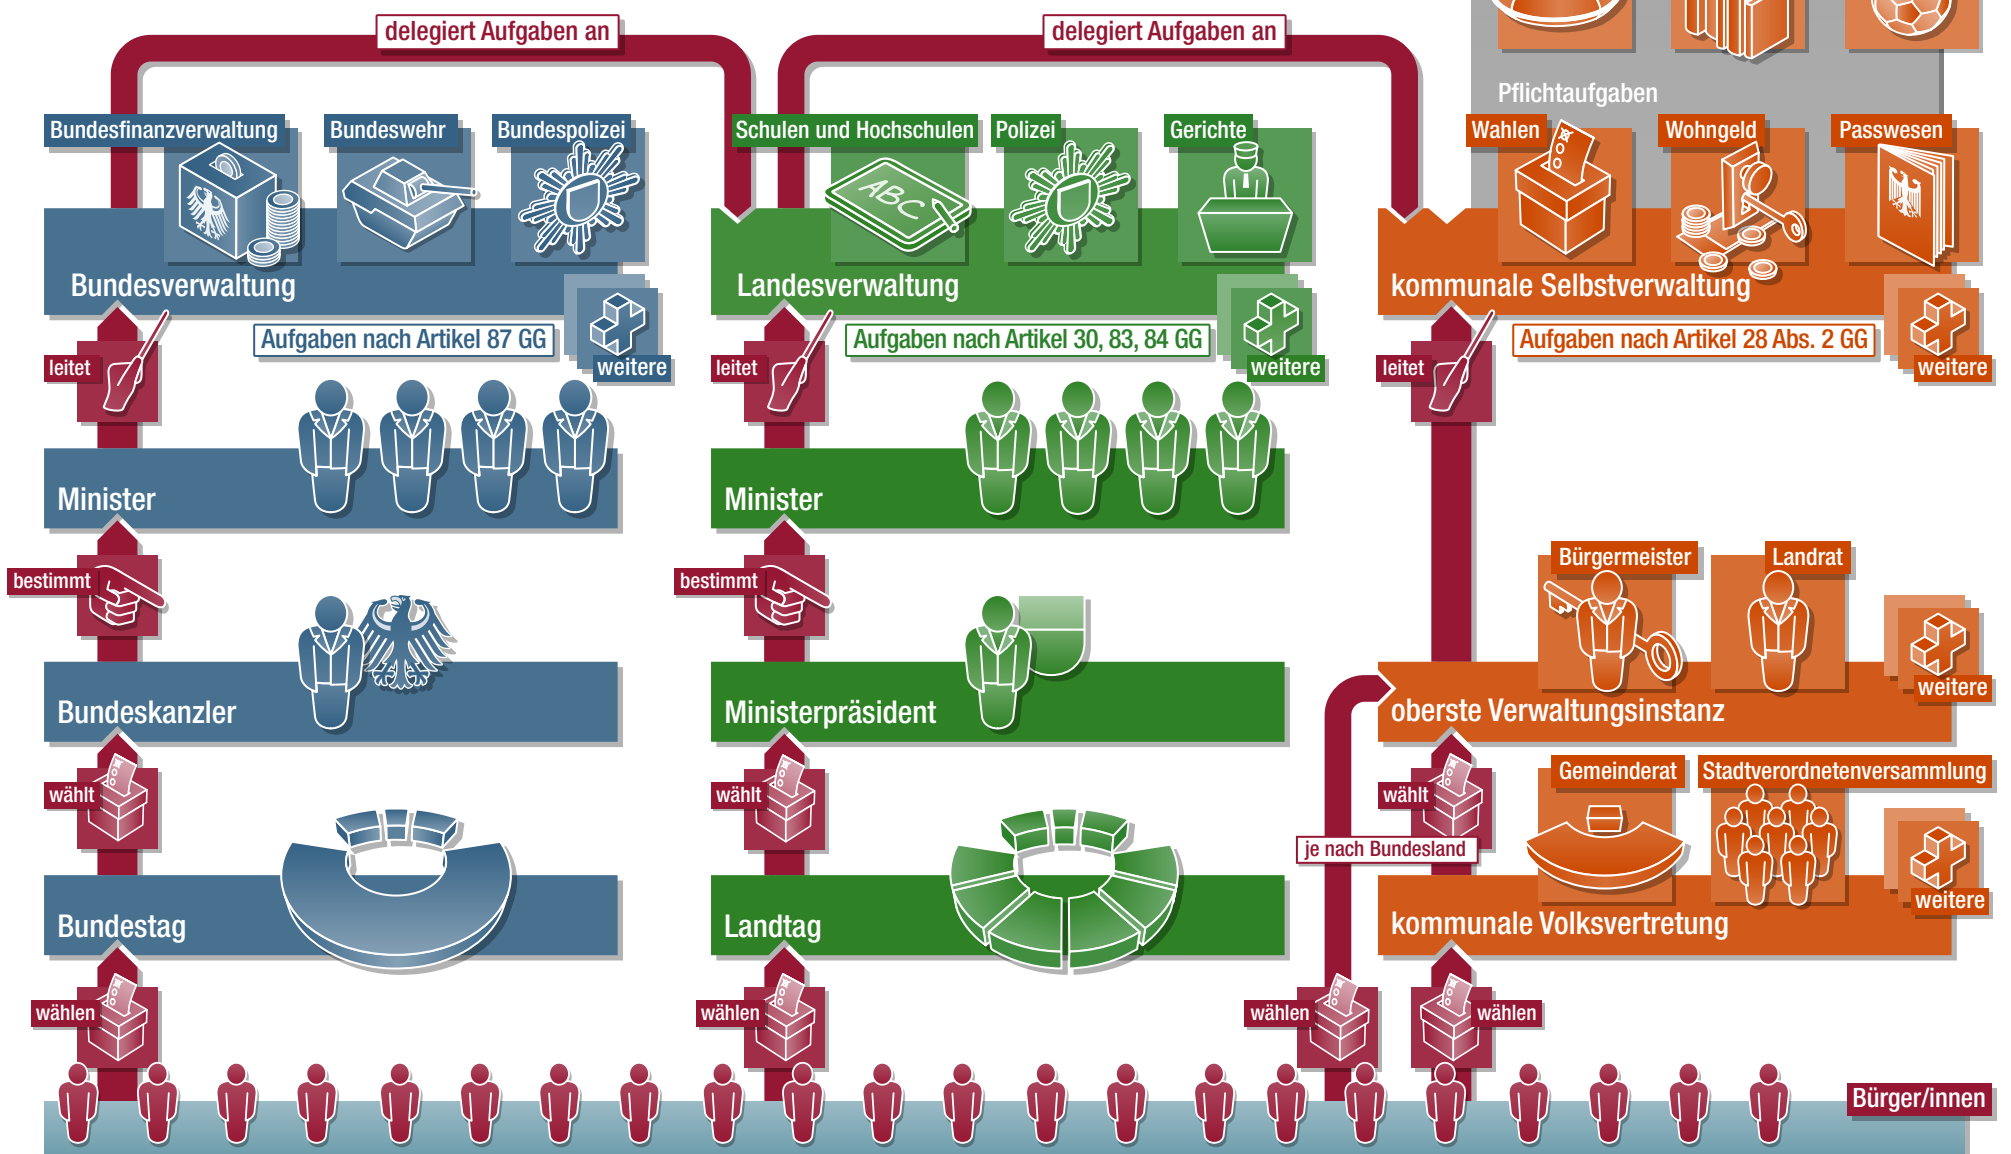 delegiert Aufgaben an
delegiert Aufgaben an
Pflichtaufgaben
Bundesfinanzverwaltung
Bundeswehr
Bundespolizei
Schulen und Hochschulen
Polizei
Gerichte
Wahlen
Wohngeld
Passwesen
ABC
Bundesverwaltung
Landesverwaltung
kommunale Selbstverwaltung
Aufgaben nach Artikel 87 GG
Aufgaben nach Artikel 30, 83, 84 GG
Aufgaben nach Artikel 28 Abs. 2 GG
leitet
weitere
leitet
weitere
leitet
weitere
Minister
Minister
bestimmt
bestimmt
Bürgermeister
Landrat
weitere
Bundeskanzler
Ministerpräsident
oberste Verwaltungsinstanz
wählt
wählt
wählt
Gemeinderat
Stadtverordnetenversammlung
je nach Bundesland
weitere
Bundestag
Landtag
kommunale Volksvertretung
wählen
wählen
wählen
wählen
Bürger/innen